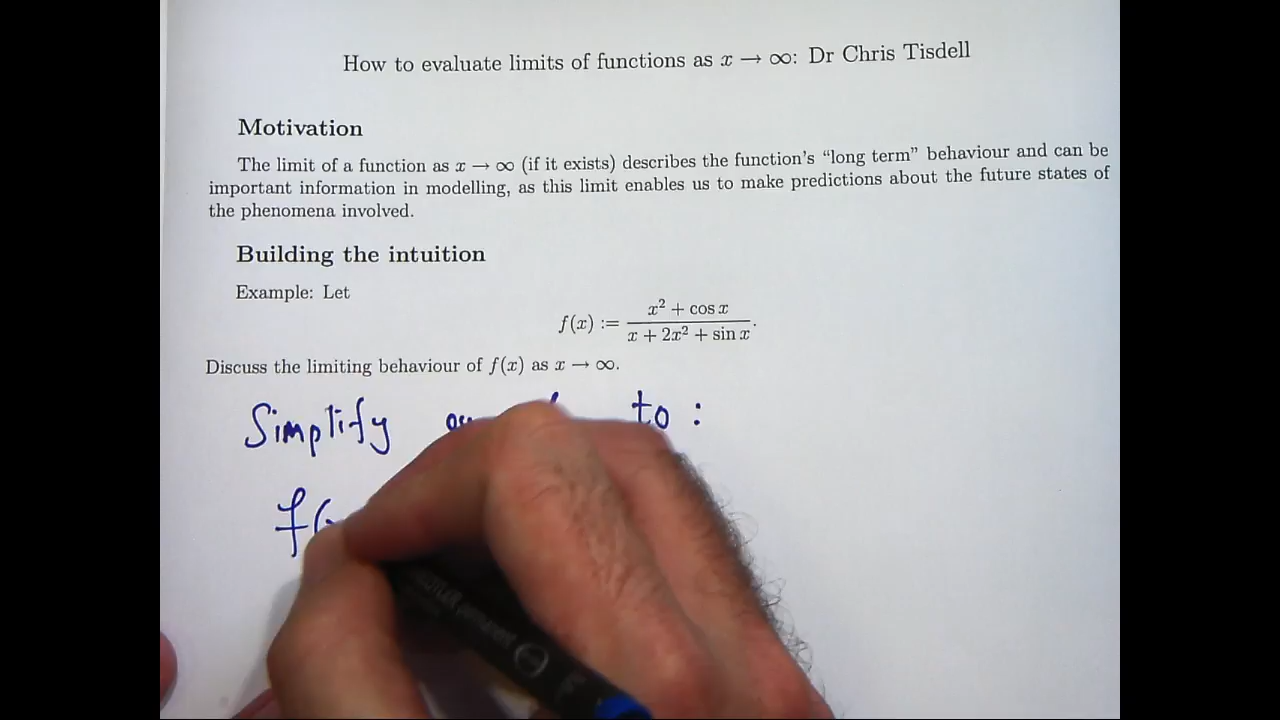 How to evaluate limits of functions as x → ∞: Dr Chris Tisdell
Motivation
The limit of a function as x → ∞ (if it exists) describes the function's “long term” behaviour and can be
important information in modelling, as this limit enables us to make predictions about the future states of
the phenomena involved.
Building the intuition
Example: Let
f(x) := (x² + cos x) / (x + 2x² + sin x).
Discuss the limiting behaviour of f(x) as x → ∞.
Simplify to :
f(